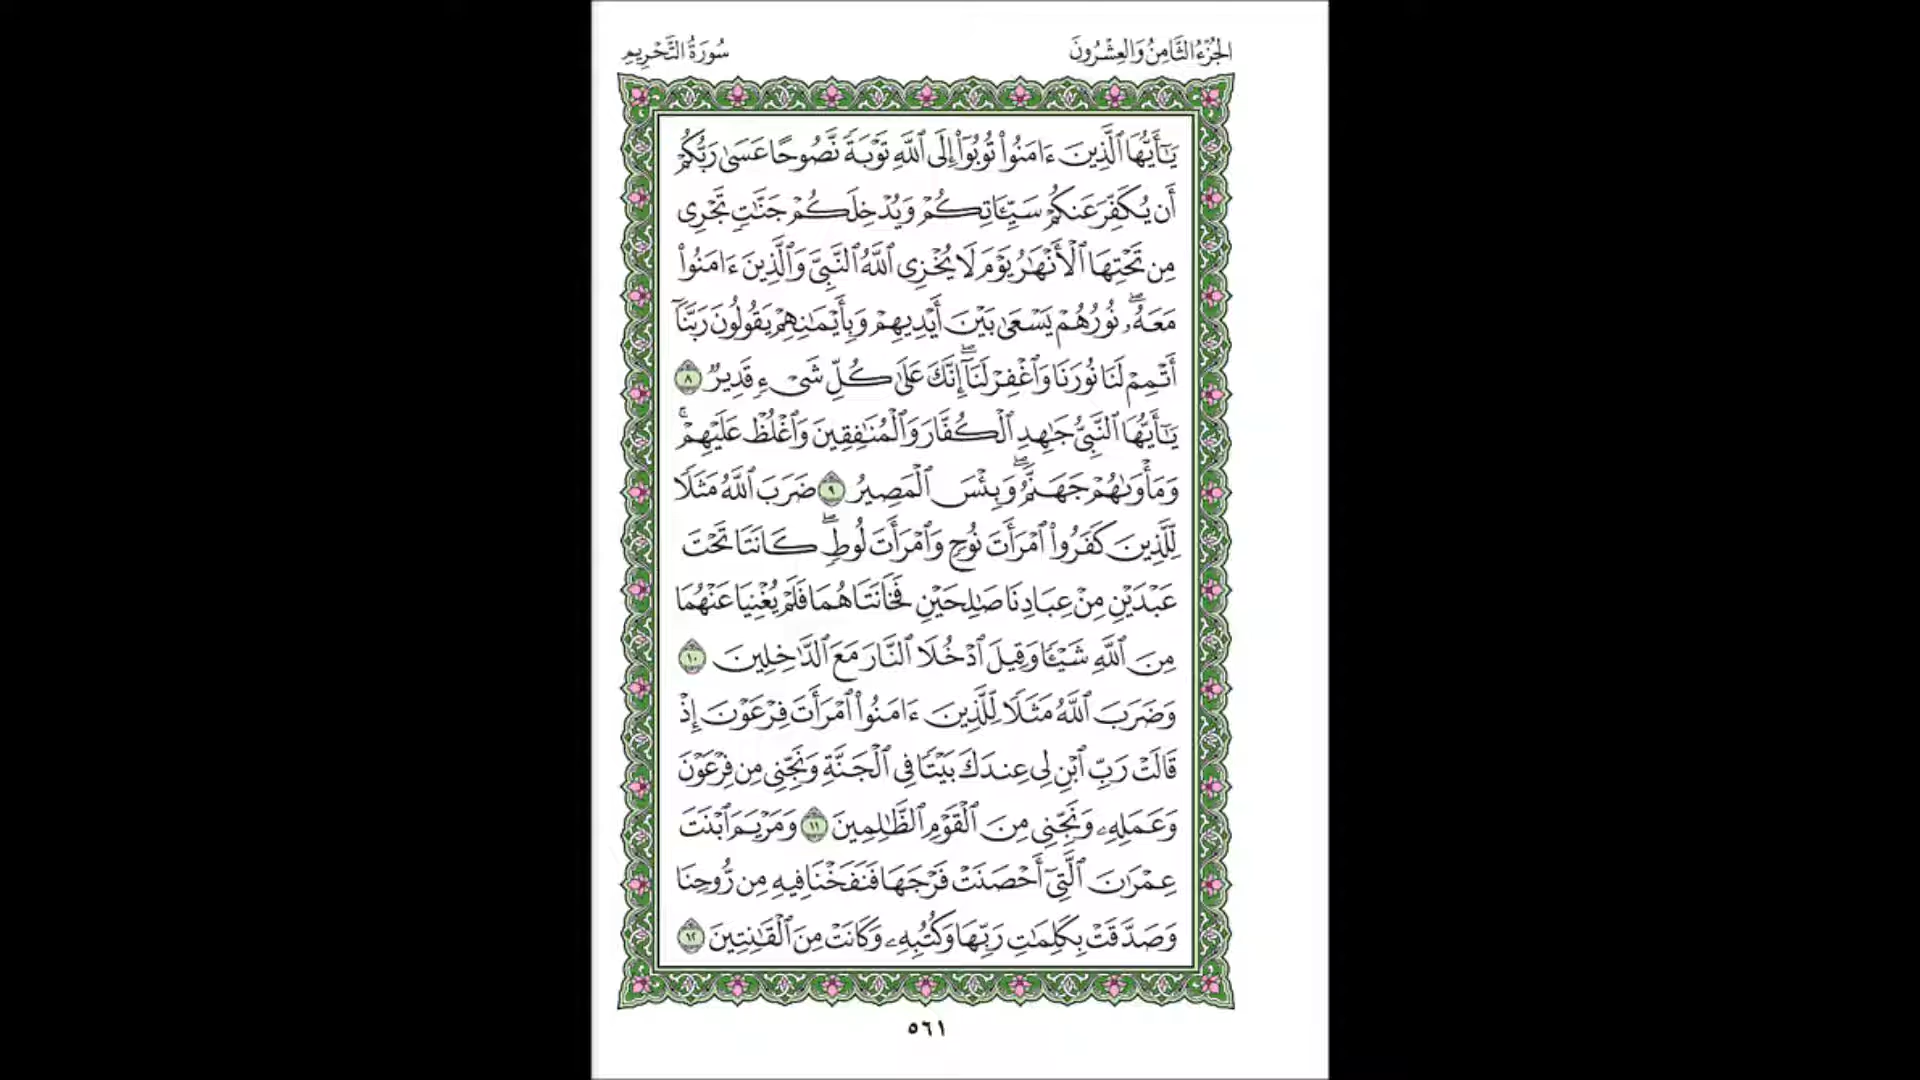 الجُزْءُ الثَّامِنُ وَالعِشْرُونَ
سُورَةُ التَّحْرِيمِ
يَٰٓأَيُّهَا ٱلَّذِينَ ءَامَنُواْ تُوبُوٓاْ إِلَى ٱللَّهِ تَوۡبَةٗ نَّصُوحًا عَسَىٰ رَبُّكُمۡ
أَن يُكَفِّرَ عَنكُمۡ سَيِّـَٔاتِكُمۡ وَيُدۡخِلَكُمۡ جَنَّٰتٖ تَجۡرِي
مِن تَحۡتِهَا ٱلۡأَنۡهَٰرُ يَوۡمَ لَا يُخۡزِي ٱللَّهُ ٱلنَّبِيَّ وَٱلَّذِينَ ءَامَنُواْ
مَعَهُۥۖ نُورُهُمۡ يَسۡعَىٰ بَيۡنَ أَيۡدِيهِمۡ وَبِأَيۡمَٰنِهِمۡ يَقُولُونَ رَبَّنَآ
أَتۡمِمۡ لَنَا نُورَنَا وَٱغۡفِرۡ لَنَآۖ إِنَّكَ عَلَىٰ كُلِّ شَيۡءٖ قَدِيرٞ ٨
يَٰٓأَيُّهَا ٱلنَّبِيُّ جَٰهِدِ ٱلۡكُفَّارَ وَٱلۡمُنَٰفِقِينَ وَٱغۡلُظۡ عَلَيۡهِمۡۚ
وَمَأۡوَىٰهُمۡ جَهَنَّمُۖ وَبِئۡسَ ٱلۡمَصِيرُ ٩ ضَرَبَ ٱللَّهُ مَثَلٗا
لِّلَّذِينَ كَفَرُواْ ٱمۡرَأَتَ نُوحٖ وَٱمۡرَأَتَ لُوطٖۖ كَانَتَا تَحۡتَ
عَبۡدَيۡنِ مِنۡ عِبَادِنَا صَٰلِحَيۡنِ فَخَانَتَاهُمَا فَلَمۡ يُغۡنِيَا عَنۡهُمَا
مِنَ ٱللَّهِ شَيۡـٔٗا وَقِيلَ ٱدۡخُلَا ٱلنَّارَ مَعَ ٱلدَّٰخِلِينَ ١٠
وَضَرَبَ ٱللَّهُ مَثَلٗا لِّلَّذِينَ ءَامَنُواْ ٱمۡرَأَتَ فِرۡعَوۡنَ إِذۡ
قَالَتۡ رَبِّ ٱبۡنِ لِي عِندَكَ بَيۡتٗا فِي ٱلۡجَنَّةِ وَنَجِّنِي مِن فِرۡعَوۡنَ
وَعَمَلِهِۦ وَنَجِّنِي مِنَ ٱلۡقَوۡمِ ٱلظَّٰلِمِينَ ١١ وَمَرۡيَمَ ٱبۡنَتَ
عِمۡرَٰنَ ٱلَّتِيٓ أَحۡصَنَتۡ فَرۡجَهَا فَنَفَخۡنَا فِيهِ مِن رُّوحِنَا
وَصَدَّقَتۡ بِكَلِمَٰتِ رَبِّهَا وَكُتُبِهِۦ وَكَانَتۡ مِنَ ٱلۡقَٰنِتِينَ ١٢
٥٦١